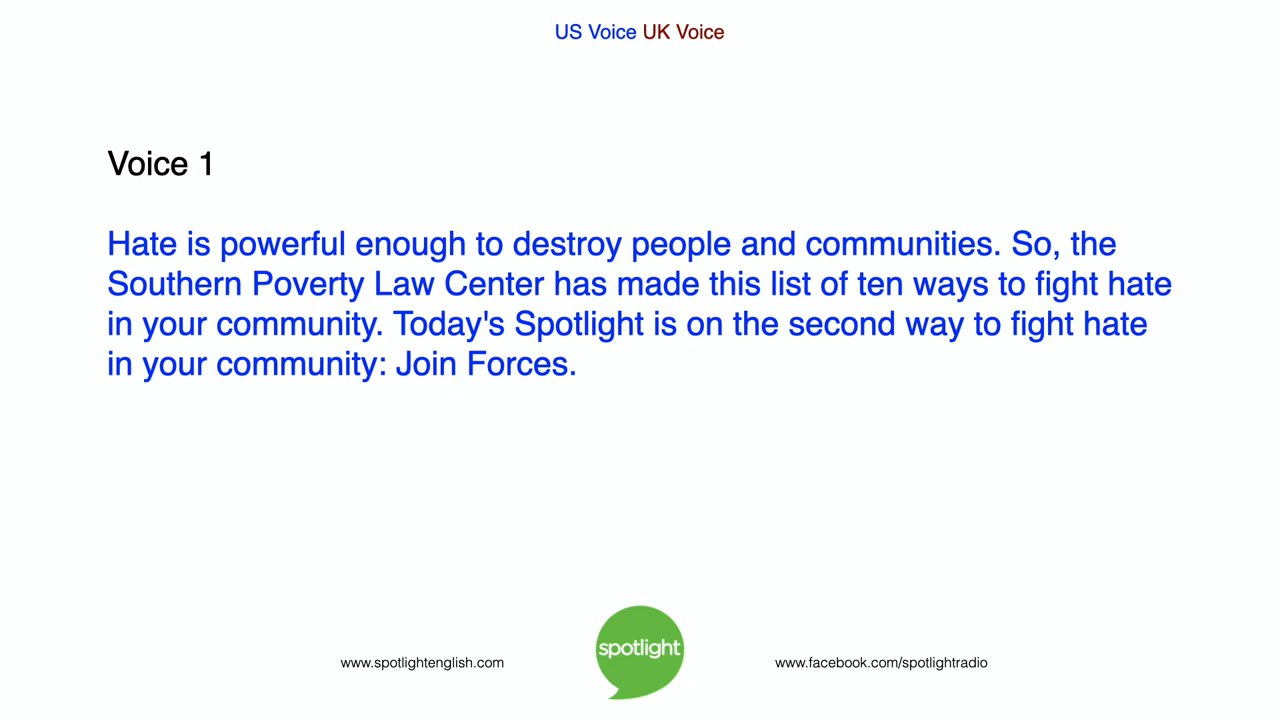 US Voice UK Voice
Voice 1
Hate is powerful enough to destroy people and communities. So, the
Southern Poverty Law Center has made this list of ten ways to fight hate
in your community. Today's Spotlight is on the second way to fight hate
in your community: Join Forces.
spotlight
www.spotlightenglish.com
www.facebook.com/spotlightradio